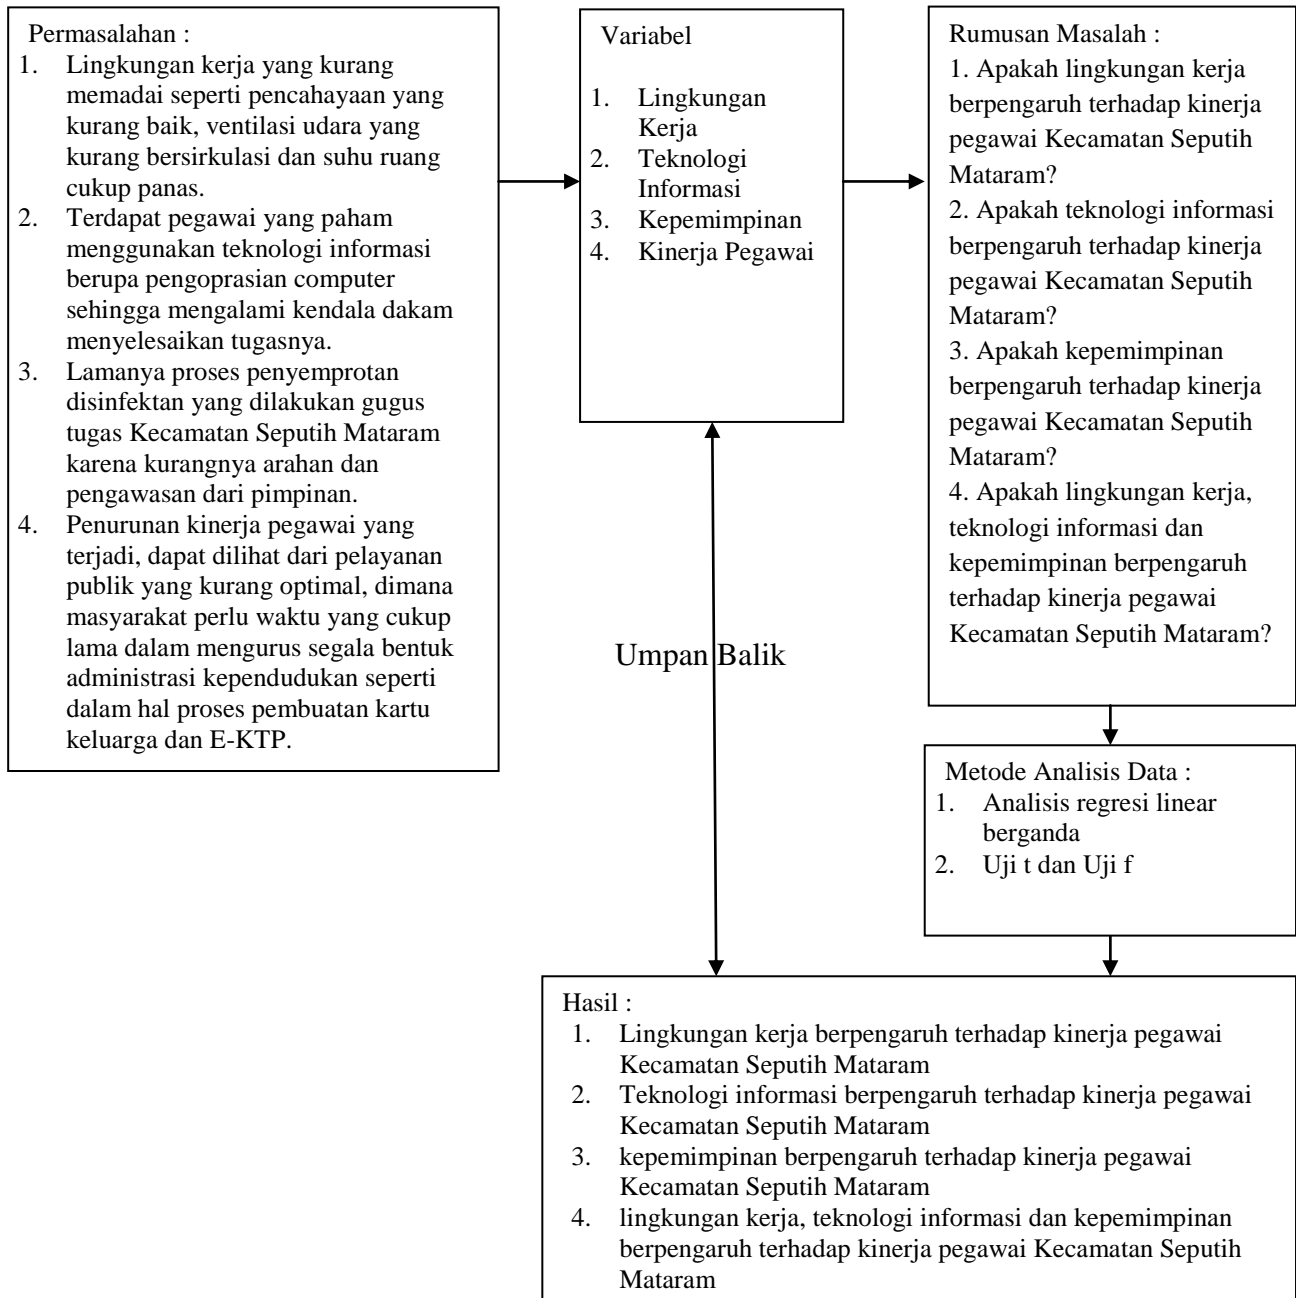 Permasalahan :
1. Lingkungan kerja yang kurang
memadai seperti pencahayaan yang
kurang baik, ventilasi udara yang
kurang bersirkulasi dan suhu ruang
cukup panas.
2. Terdapat pegawai yang paham
menggunakan teknologi informasi
berupa pengoprasian computer
sehingga mengalami kendala dakam
menyelesaikan tugasnya.
3. Lamanya proses penyemprotan
disinfektan yang dilakukan gugus
tugas Kecamatan Seputih Mataram
karena kurangnya arahan dan
pengawasan dari pimpinan.
4. Penurunan kinerja pegawai yang
terjadi, dapat dilihat dari pelayanan
publik yang kurang optimal, dimana
masyarakat perlu waktu yang cukup
lama dalam mengurus segala bentuk
administrasi kependudukan seperti
dalam hal proses pembuatan kartu
keluarga dan E-KTP.
Variabel
1. Lingkungan
Kerja
2. Teknologi
Informasi
3. Kepemimpinan
4. Kinerja Pegawai
Rumusan Masalah :
1. Apakah lingkungan kerja
berpengaruh terhadap kinerja
pegawai Kecamatan Seputih
Mataram?
2. Apakah teknologi informasi
berpengaruh terhadap kinerja
pegawai Kecamatan Seputih
Mataram?
3. Apakah kepemimpinan
berpengaruh terhadap kinerja
pegawai Kecamatan Seputih
Mataram?
4. Apakah lingkungan kerja,
teknologi informasi dan
kepemimpinan berpengaruh
terhadap kinerja pegawai
Kecamatan Seputih Mataram?
Umpan Balik
Metode Analisis Data :
1. Analisis regresi linear
berganda
2. Uji t dan Uji f
Hasil :
1. Lingkungan kerja berpengaruh terhadap kinerja pegawai
Kecamatan Seputih Mataram
2. Teknologi informasi berpengaruh terhadap kinerja pegawai
Kecamatan Seputih Mataram
3. kepemimpinan berpengaruh terhadap kinerja pegawai
Kecamatan Seputih Mataram
4. lingkungan kerja, teknologi informasi dan kepemimpinan
berpengaruh terhadap kinerja pegawai Kecamatan Seputih
Mataram